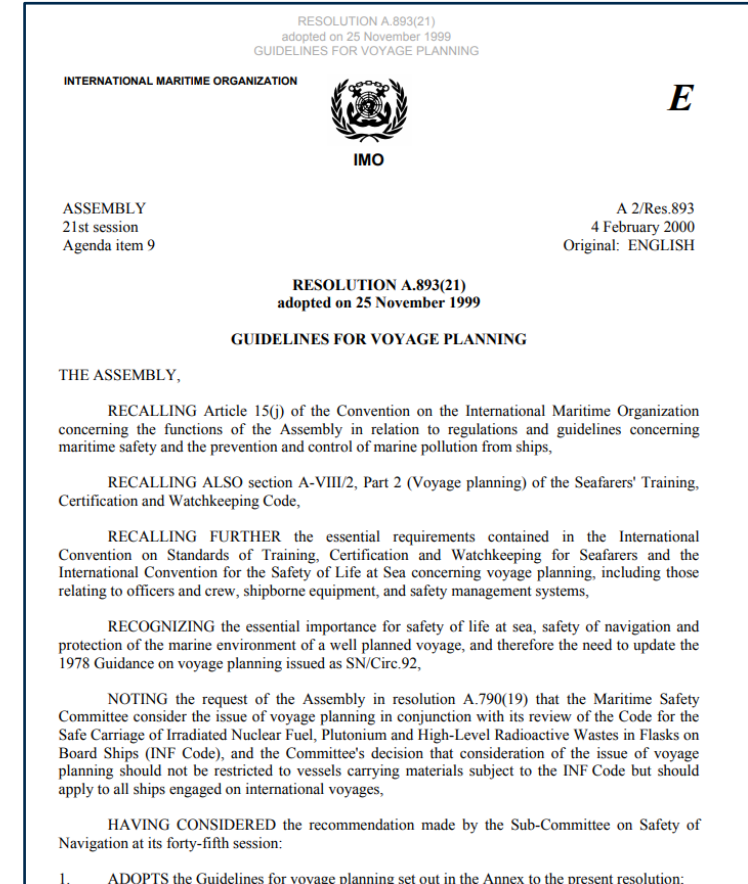 RESOLUTION A.893(21)
adopted on 25 November 1999
GUIDELINES FOR VOYAGE PLANNING
INTERNATIONAL MARITIME ORGANIZATION
E
IMO
ASSEMBLY
21st session
Agenda item 9
A 2/Res.893
4 February 2000
Original: ENGLISH
RESOLUTION A.893(21)
adopted on 25 November 1999
GUIDELINES FOR VOYAGE PLANNING
THE ASSEMBLY,
RECALLING Article 15(j) of the Convention on the International Maritime Organization
concerning the functions of the Assembly in relation to regulations and guidelines concerning
maritime safety and the prevention and control of marine pollution from ships,
RECALLING ALSO section A-VIII/2, Part 2 (Voyage planning) of the Seafarers' Training,
Certification and Watchkeeping Code,
RECALLING FURTHER the essential requirements contained in the International
Convention on Standards of Training, Certification and Watchkeeping for Seafarers and the
International Convention for the Safety of Life at Sea concerning voyage planning, including those
relating to officers and crew, shipborne equipment, and safety management systems,
RECOGNIZING the essential importance for safety of life at sea, safety of navigation and
protection of the marine environment of a well planned voyage, and therefore the need to update the
1978 Guidance on voyage planning issued as SN/Circ.92,
NOTING the request of the Assembly in resolution A.790(19) that the Maritime Safety
Committee consider the issue of voyage planning in conjunction with its review of the Code for the
Safe Carriage of Irradiated Nuclear Fuel, Plutonium and High-Level Radioactive Wastes in Flasks on
Board Ships (INF Code), and the Committee's decision that consideration of the issue of voyage
planning should not be restricted to vessels carrying materials subject to the INF Code but should
apply to all ships engaged on international voyages,
HAVING CONSIDERED the recommendation made by the Sub-Committee on Safety of
Navigation at its forty-fifth session:
1. ADOPTS the Guidelines for voyage planning set out in the Annex to the present resolution;